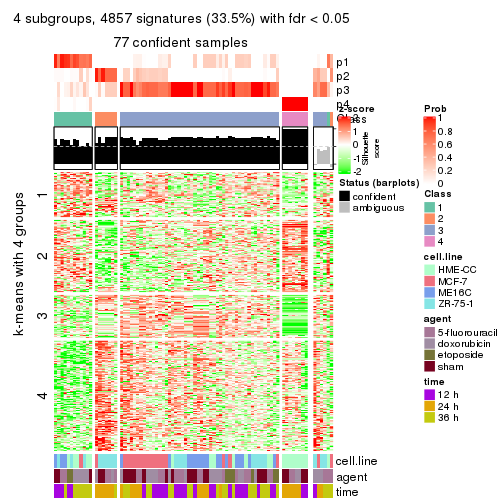 4 subgroups, 4857 signatures (33.5%) with fdr < 0.05
77 confident samples
p1
p2
p3
p4
Class
z-score
2
1
0
-1
-2
Silhouette
score
k-means with 4 groups
1
2
3
4
Status (barplots)
confident
ambiguous
Prob
1
0.8
0.6
0.4
0.2
0
Class
1
2
3
4
cell.line
HME-CC
MCF-7
ME16C
ZR-75-1
agent
5-fluorouracil
doxorubicin
etoposide
sham
time
12 h
24 h
36 h
cell.line
agent
time